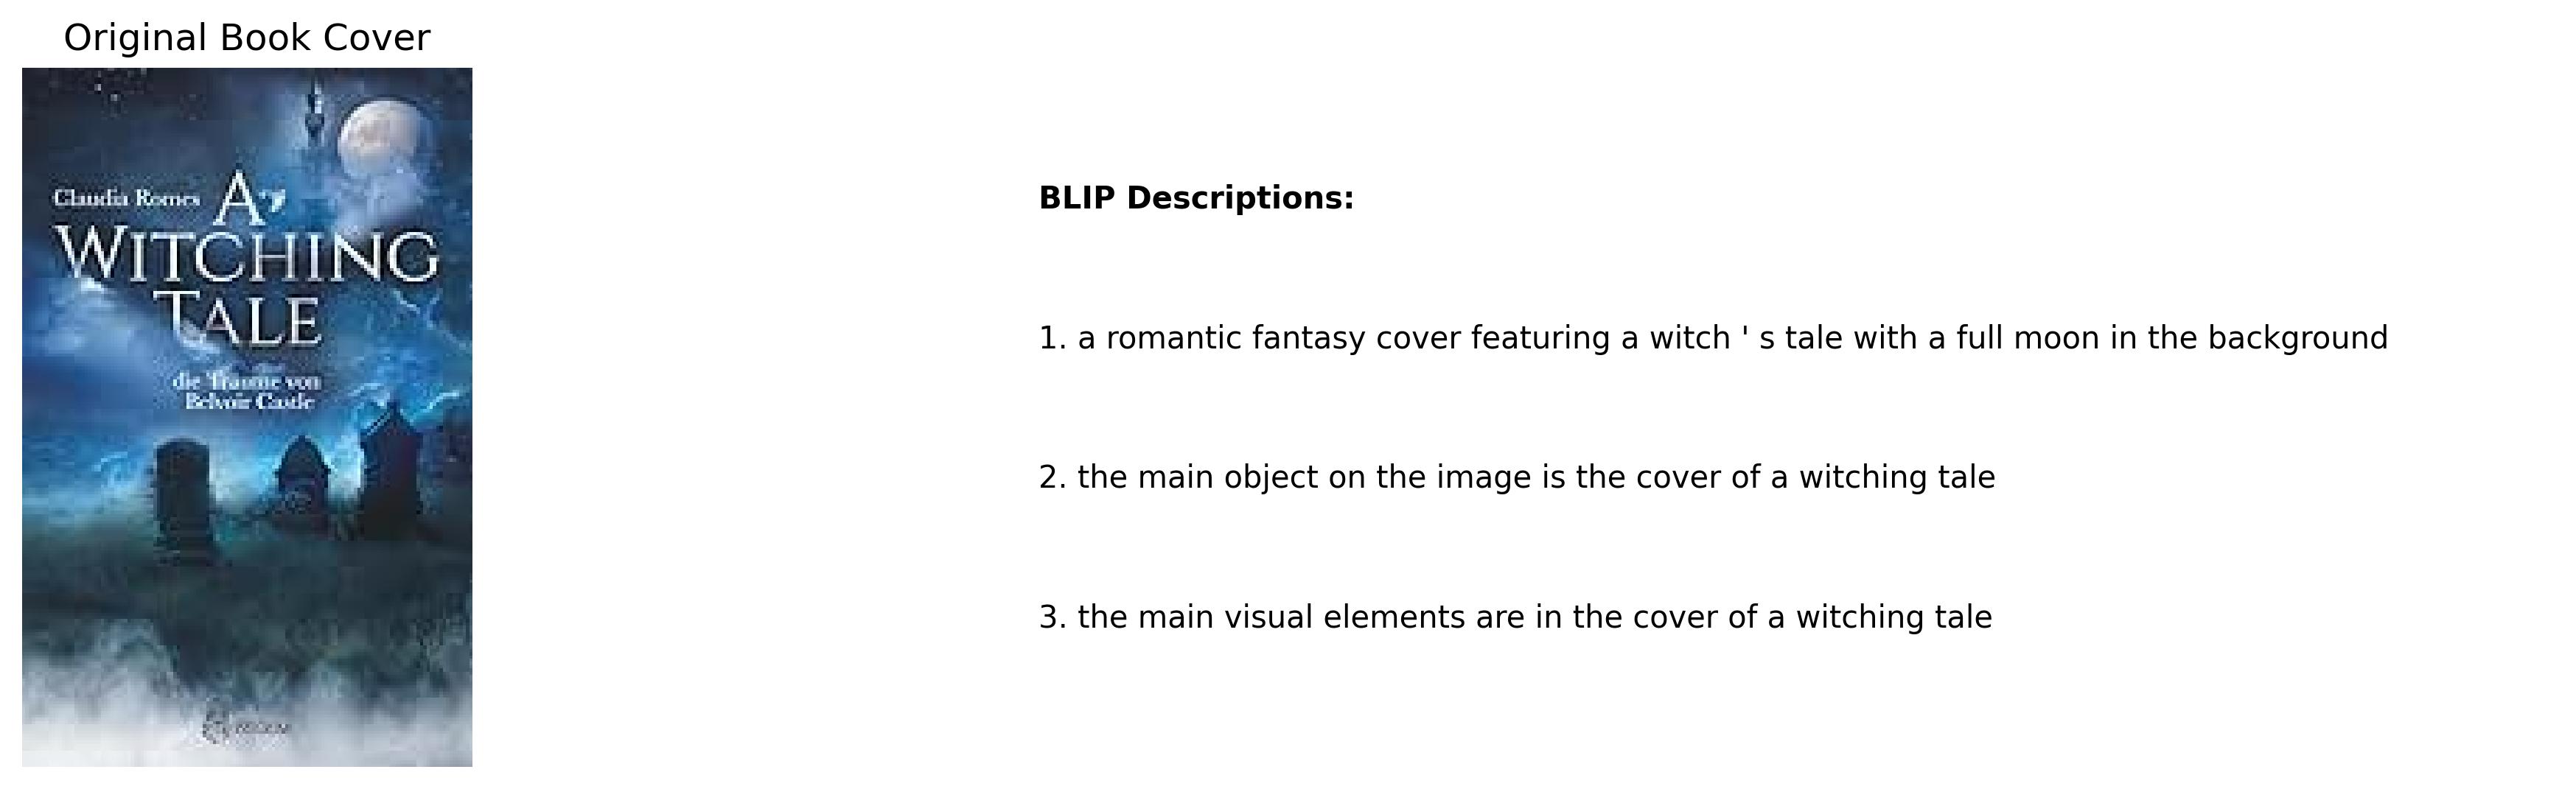 Original Book Cover
Claudia Romes
A
WITCHING
TALE
die Träume von
Belvoir Castle
BLIP Descriptions:
1. a romantic fantasy cover featuring a witch ' s tale with a full moon in the background
2. the main object on the image is the cover of a witching tale
3. the main visual elements are in the cover of a witching tale